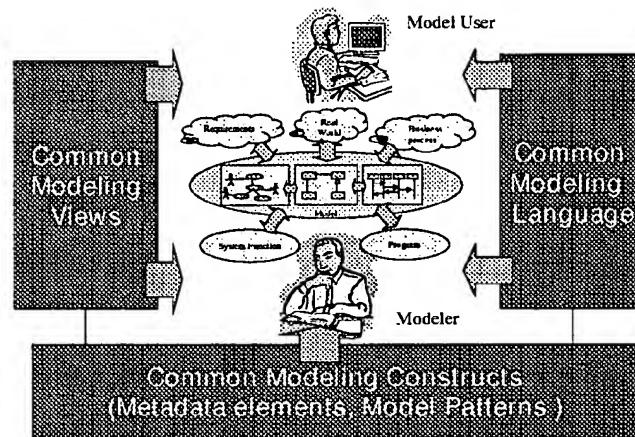 Model User
Requirements
Real
World
Business
process
Common
Modeling
Views
Common
Modeling
Language
Model
System Function
Program
Modeler
Common Modeling Constructs
(Metadata elements, Model Patterns )